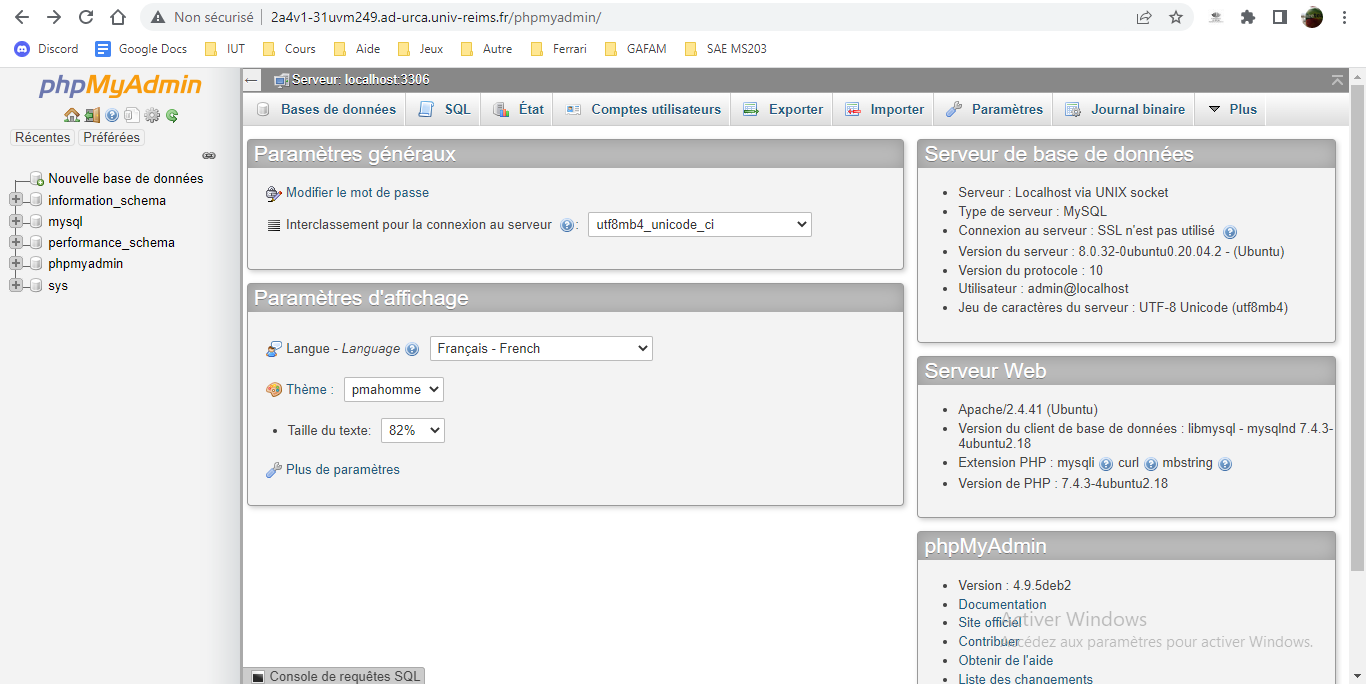 Non sécurisé | 2a4v1-31uvm249.ad-urca.univ-reims.fr/phpmyadmin/
Discord Google Docs IUT Cours Aide Jeux Autre Ferrari GAFAM SAE MS203
phpMyAdmin
Récentes Préférées
Nouvelle base de données
information_schema
mysql
performance_schema
phpmyadmin
sys
Serveur: localhost:3306
Bases de données SQL État Comptes utilisateurs Exporter Importer Paramètres Journal binaire Plus
Paramètres généraux
Modifier le mot de passe
Interclassement pour la connexion au serveur : utf8mb4_unicode_ci
Paramètres d'affichage
Langue - Language Français - French
Thème : pmahomme
Taille du texte: 82%
Plus de paramètres
Serveur de base de données
Serveur : Localhost via UNIX socket
Type de serveur : MySQL
Connexion au serveur : SSL n'est pas utilisé
Version du serveur : 8.0.32-0ubuntu0.20.04.2 - (Ubuntu)
Version du protocole : 10
Utilisateur : admin@localhost
Jeu de caractères du serveur : UTF-8 Unicode (utf8mb4)
Serveur Web
Apache/2.4.41 (Ubuntu)
Version du client de base de données : libmysql - mysqlnd 7.4.3-
4ubuntu2.18
Extension PHP : mysqli curl mbstring
Version de PHP : 7.4.3-4ubuntu2.18
phpMyAdmin
Version : 4.9.5deb2
Documentation
Site officiel
Contribuer
Obtenir de l'aide
Liste des changements
Activer Windows
Accédez aux paramètres pour activer Windows.
Console de requêtes SQL